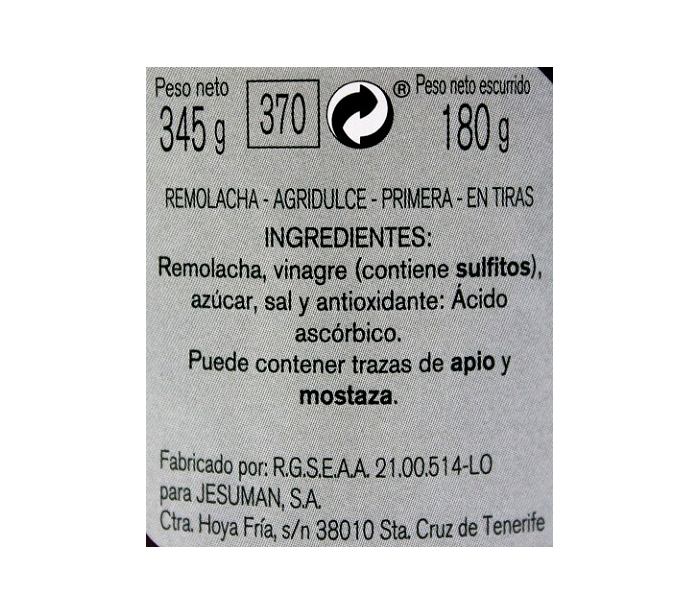 Peso neto
345 g
370
® Peso neto escurrido
180 g
REMOLACHA - AGRIDULCE - PRIMERA - EN TIRAS
INGREDIENTES:
Remolacha, vinagre (contiene sulfitos),
azúcar, sal y antioxidante: Ácido
ascórbico.
Puede contener trazas de apio y
mostaza.
Fabricado por: R.G.S.E.A.A. 21.00.514-LO
para JESUMAN, S.A.
Ctra. Hoya Fría, s/n 38010 Sta. Cruz de Tenerife